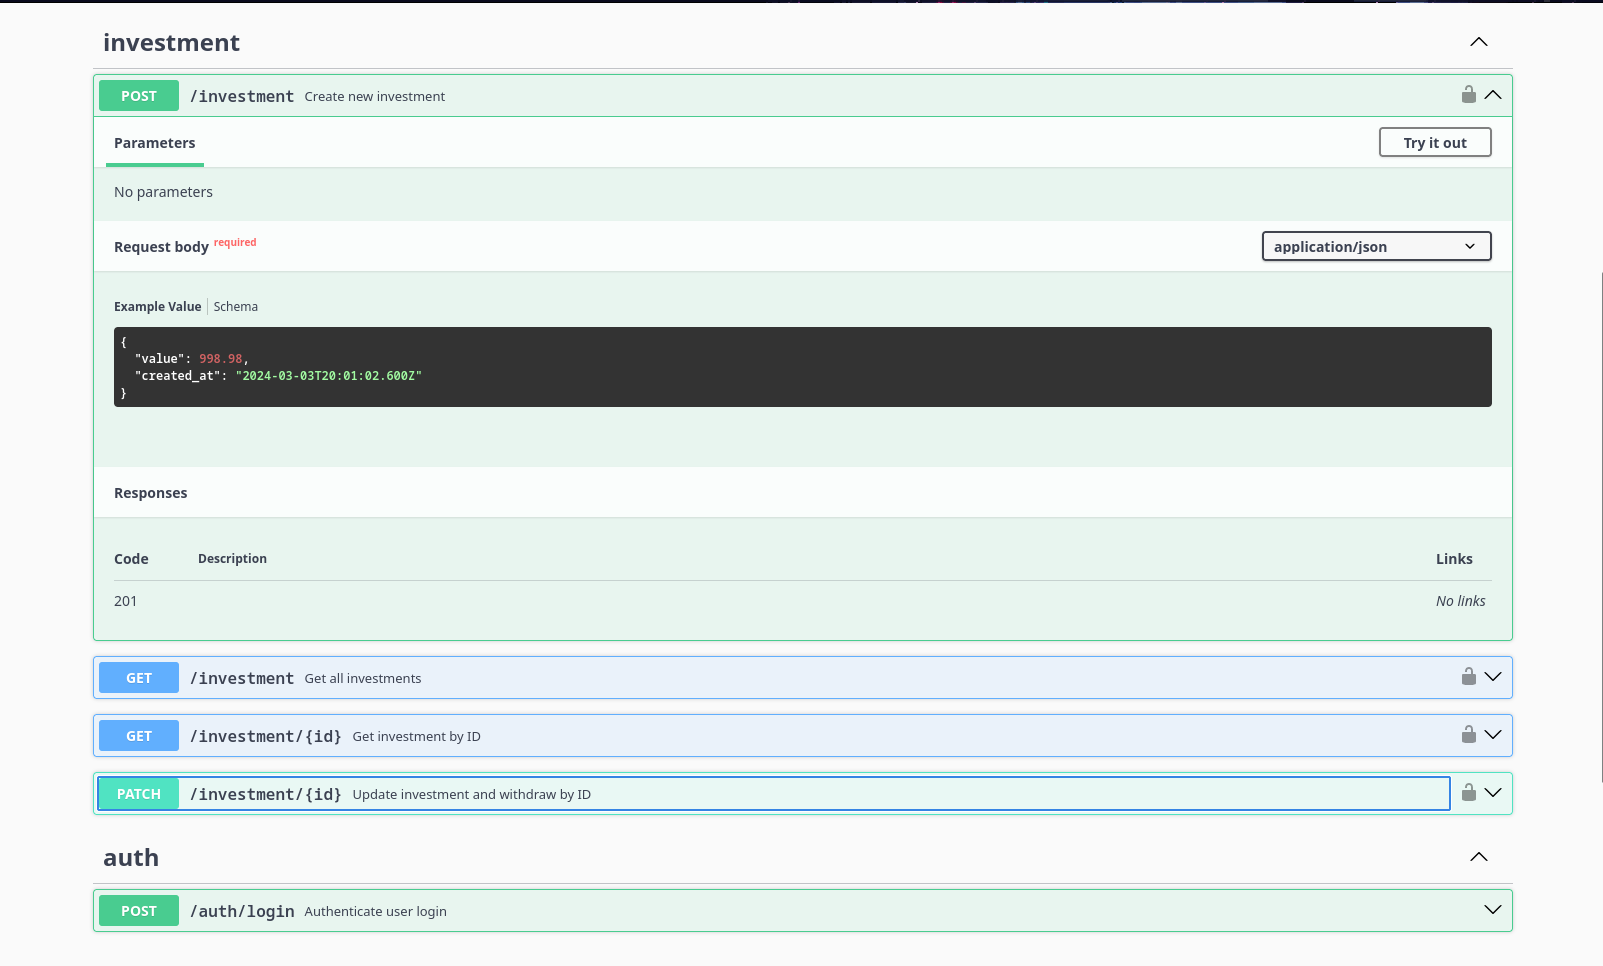 investment
POST /investment Create new investment
Parameters Try it out
No parameters
Request body required application/json
Example Value Schema
{
"value": 998.98,
"created_at": "2024-03-03T20:01:02.600Z"
}
Responses
Code Description Links
201 No links
GET /investment Get all investments
GET /investment/{id} Get investment by ID
PATCH /investment/{id} Update investment and withdraw by ID
auth
POST /auth/login Authenticate user login